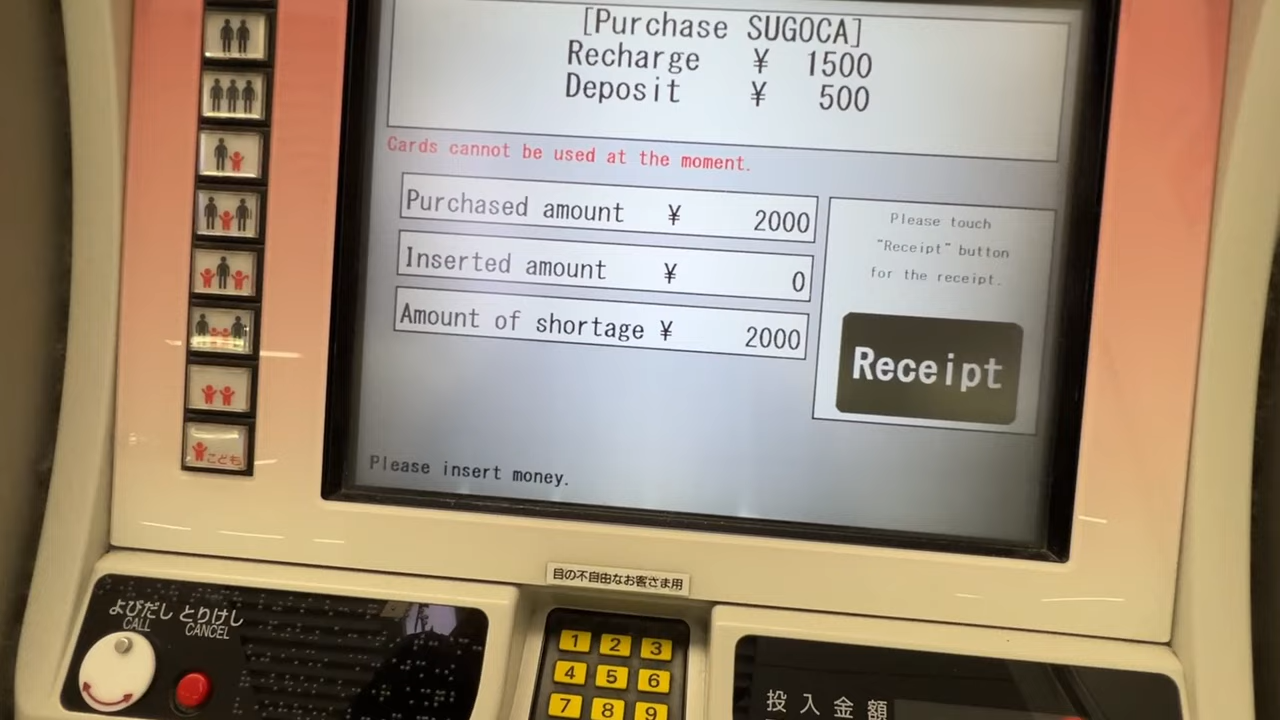 [Purchase SUGOCA]
Recharge ¥ 1500
Deposit ¥ 500
Cards cannot be used at the moment.
Purchased amount ¥ 2000
Inserted amount ¥ 0
Amount of shortage ¥ 2000
Please touch
"Receipt" button
for the receipt.
Receipt
Please insert money.
こども
目の不自由なお客さま用
よびだし とりけし
CALL CANCEL
1 2 3
4 5 6
7 8 9
投入金額